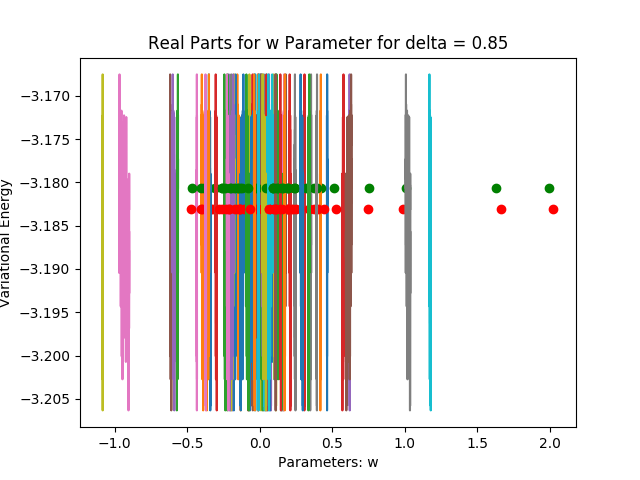 Real Parts for w Parameter for delta = 0.85
Variational Energy
−3.170
−3.175
−3.180
−3.185
−3.190
−3.195
−3.200
−3.205
−1.0 −0.5 0.0 0.5 1.0 1.5 2.0
Parameters: w